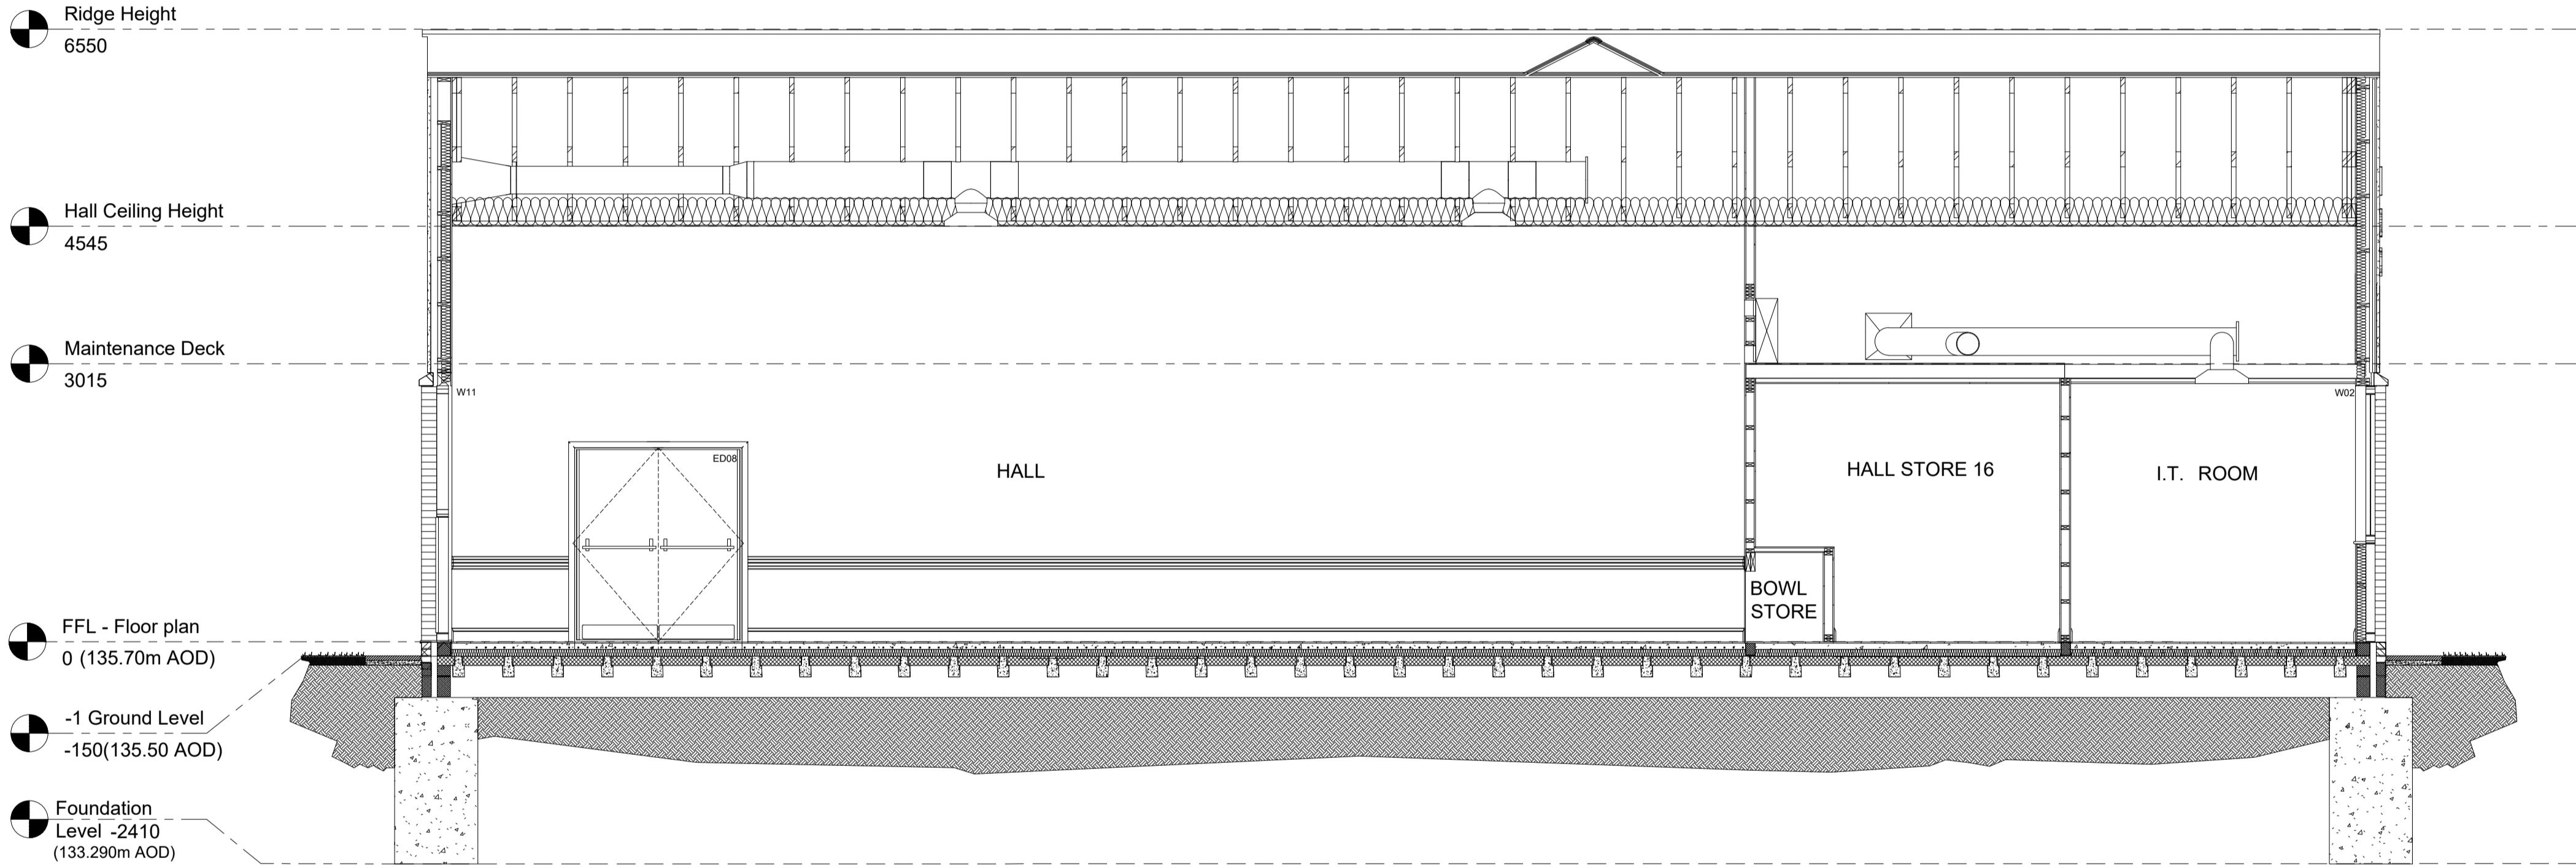 Ridge Height
6550
Hall Ceiling Height
4545
Maintenance Deck
3015
W11
W02
ED08
HALL
HALL STORE 16
I.T. ROOM
BOWL
STORE
FFL - Floor plan
0 (135.70m AOD)
-1 Ground Level
-150(135.50 AOD)
Foundation
Level -2410
(133.290m AOD)